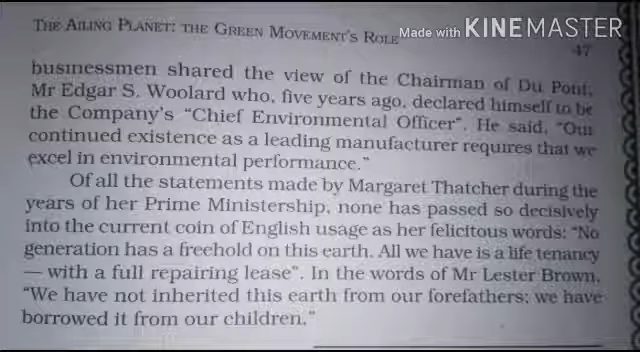 THE AILING PLANET: THE GREEN MOVEMENT'S ROLE
Made with KINEMASTER
47
businessmen shared the view of the Chairman of Du Pont,
Mr Edgar S. Woolard who, five years ago, declared himself to be
the Company's “Chief Environmental Officer”. He said, “Our
continued existence as a leading manufacturer requires that we
excel in environmental performance.”
Of all the statements made by Margaret Thatcher during the
years of her Prime Ministership, none has passed so decisively
into the current coin of English usage as her felicitous words: “No
generation has a freehold on this earth. All we have is a life tenancy
— with a full repairing lease”. In the words of Mr Lester Brown,
“We have not inherited this earth from our forefathers; we have
borrowed it from our children.”